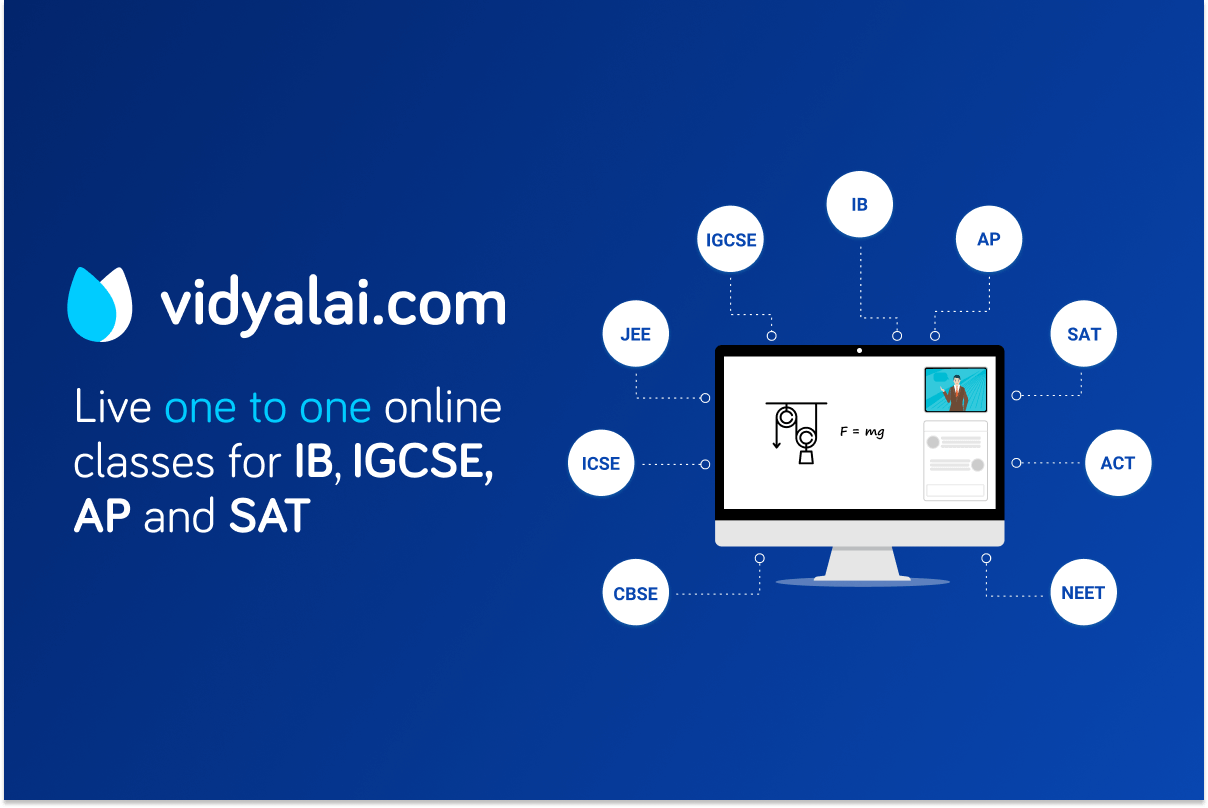 vidyalai.com
Live one to one online
classes for IB, IGCSE,
AP and SAT
IB
IGCSE
AP
JEE
SAT
F = mg
ICSE
ACT
CBSE
NEET